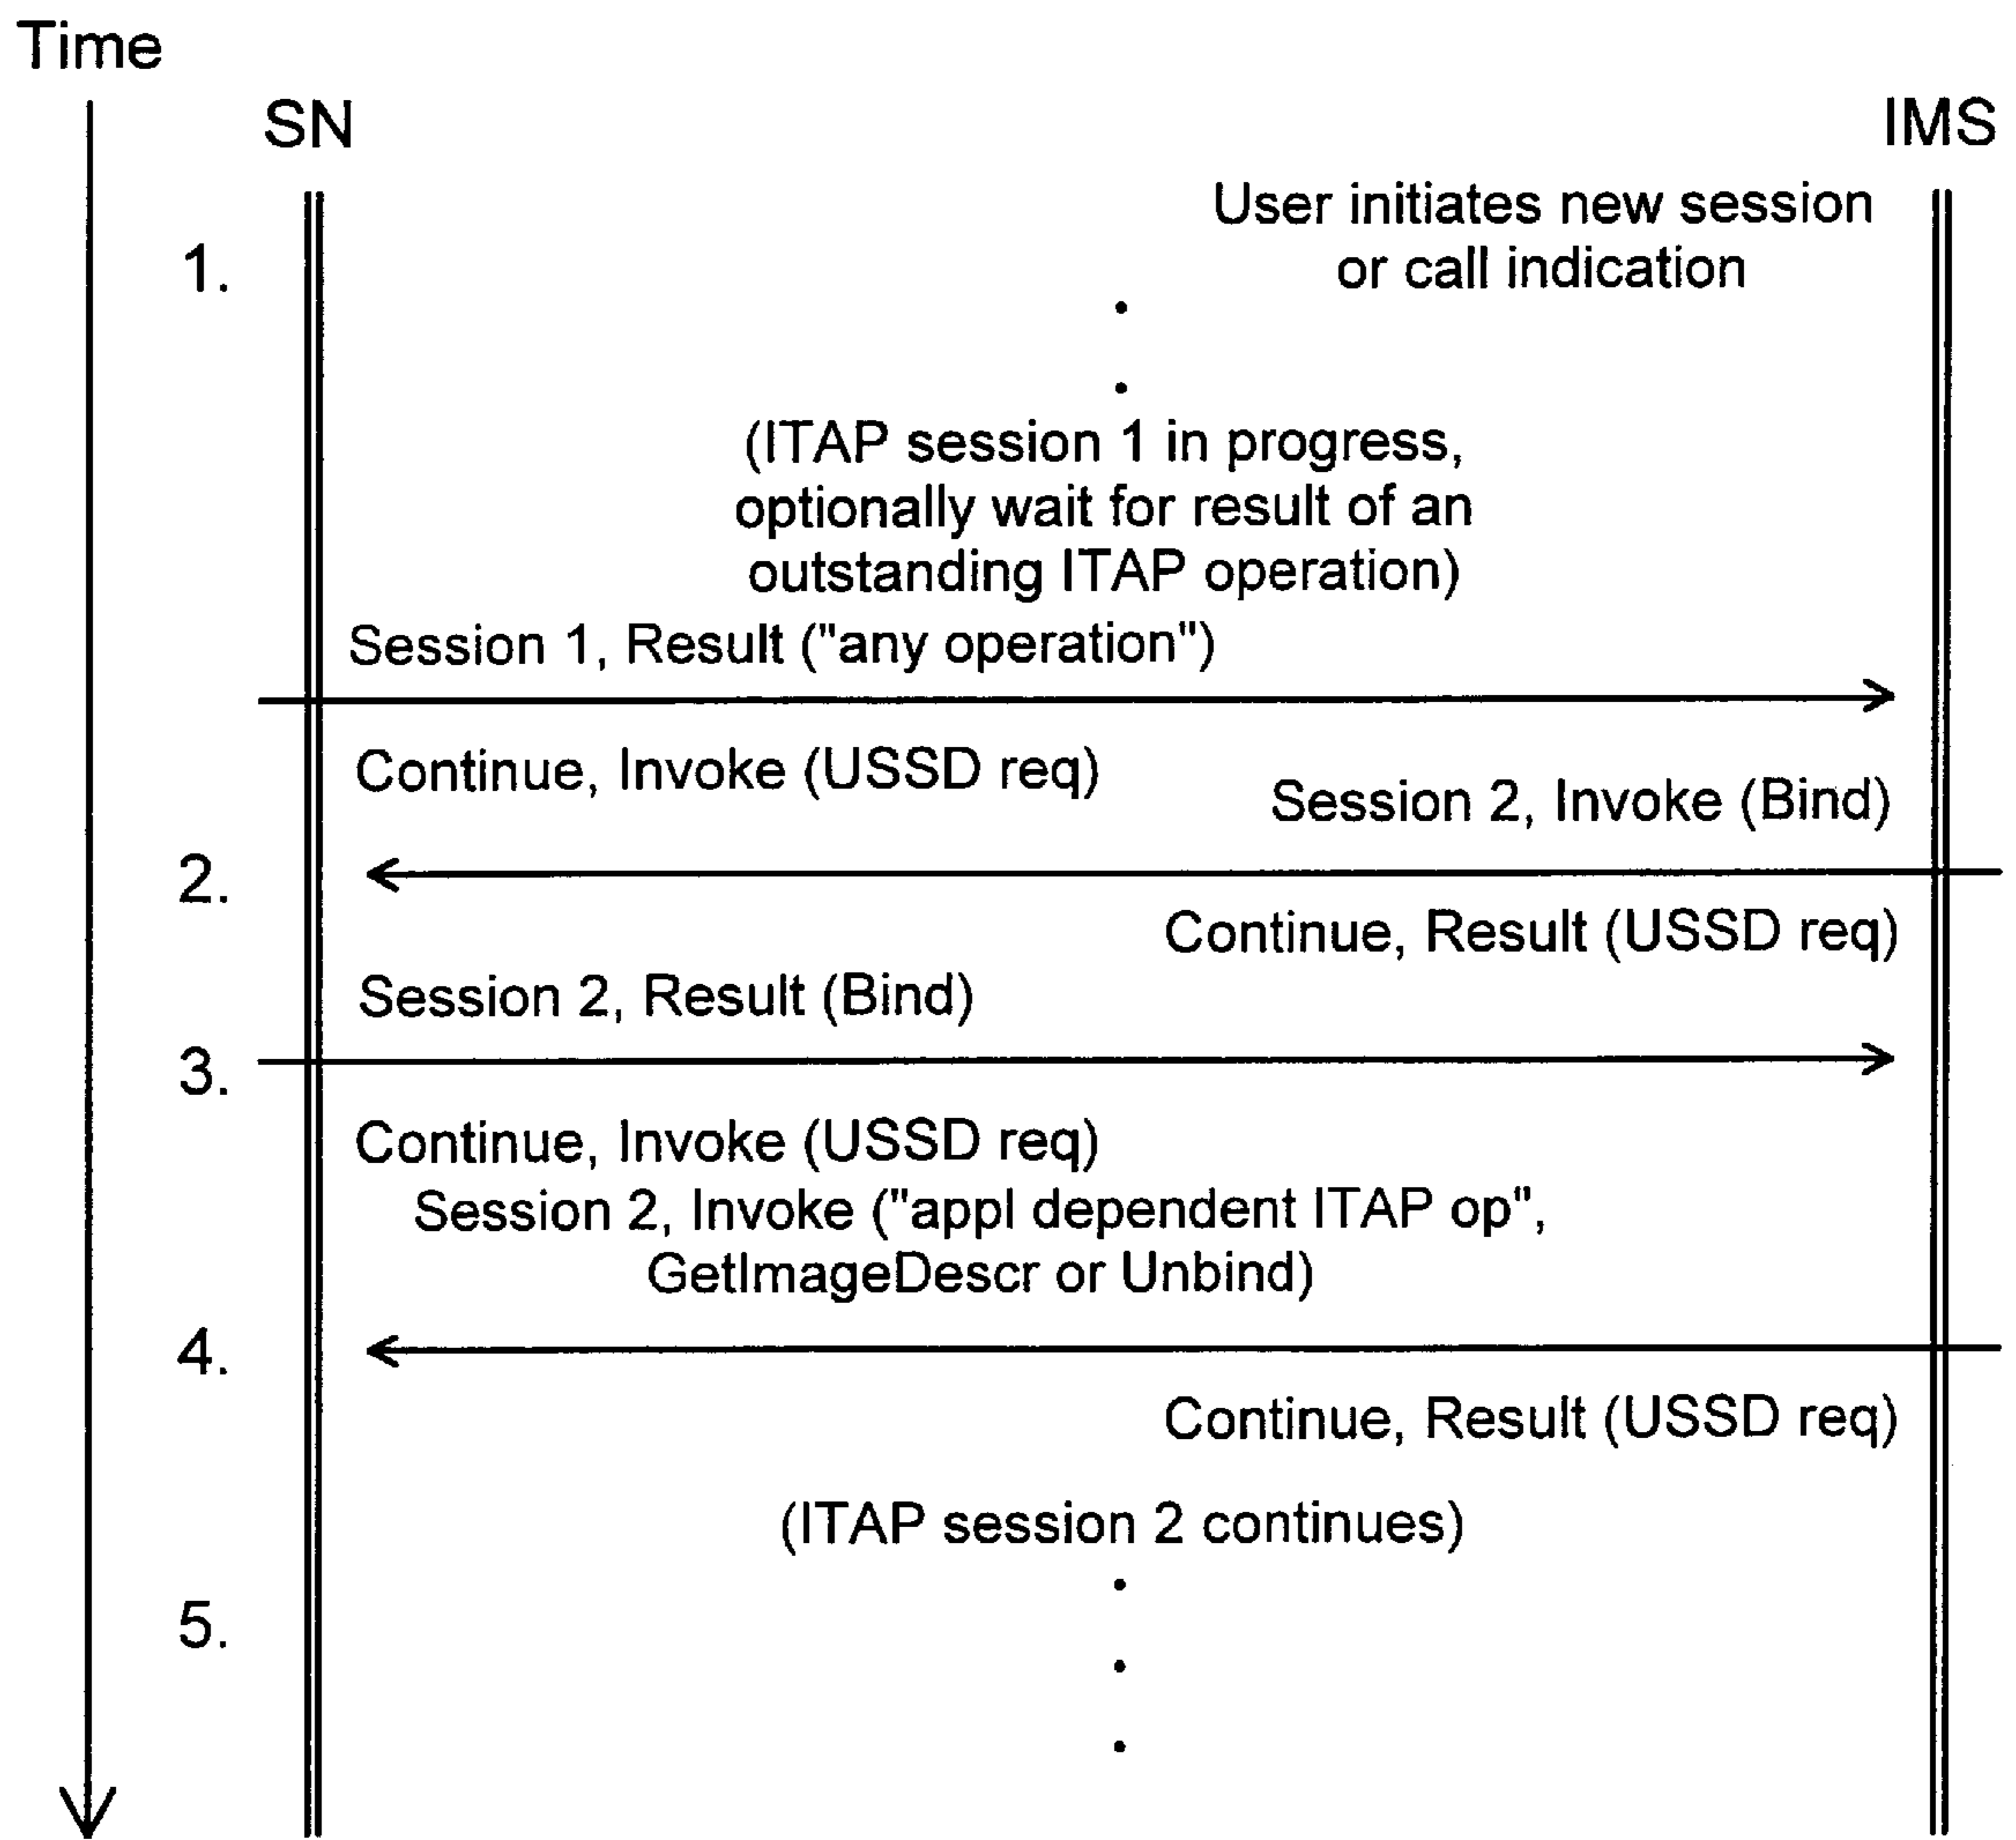 Time
SN
IMS
User initiates new session
1.
or call indication
(ITAP session 1 in progress,
optionally wait for result of an
outstanding ITAP operation)
Session 1, Result ("any operation")
Continue, Invoke (USSD req)
Session 2, Invoke (Bind)
2.
Continue, Result (USSD req)
Session 2, Result (Bind)
3.
Continue, Invoke (USSD req)
Session 2, Invoke ("appl dependent ITAP op",
GetImageDescr or Unbind)
4.
Continue, Result (USSD req)
(ITAP session 2 continues)
5.